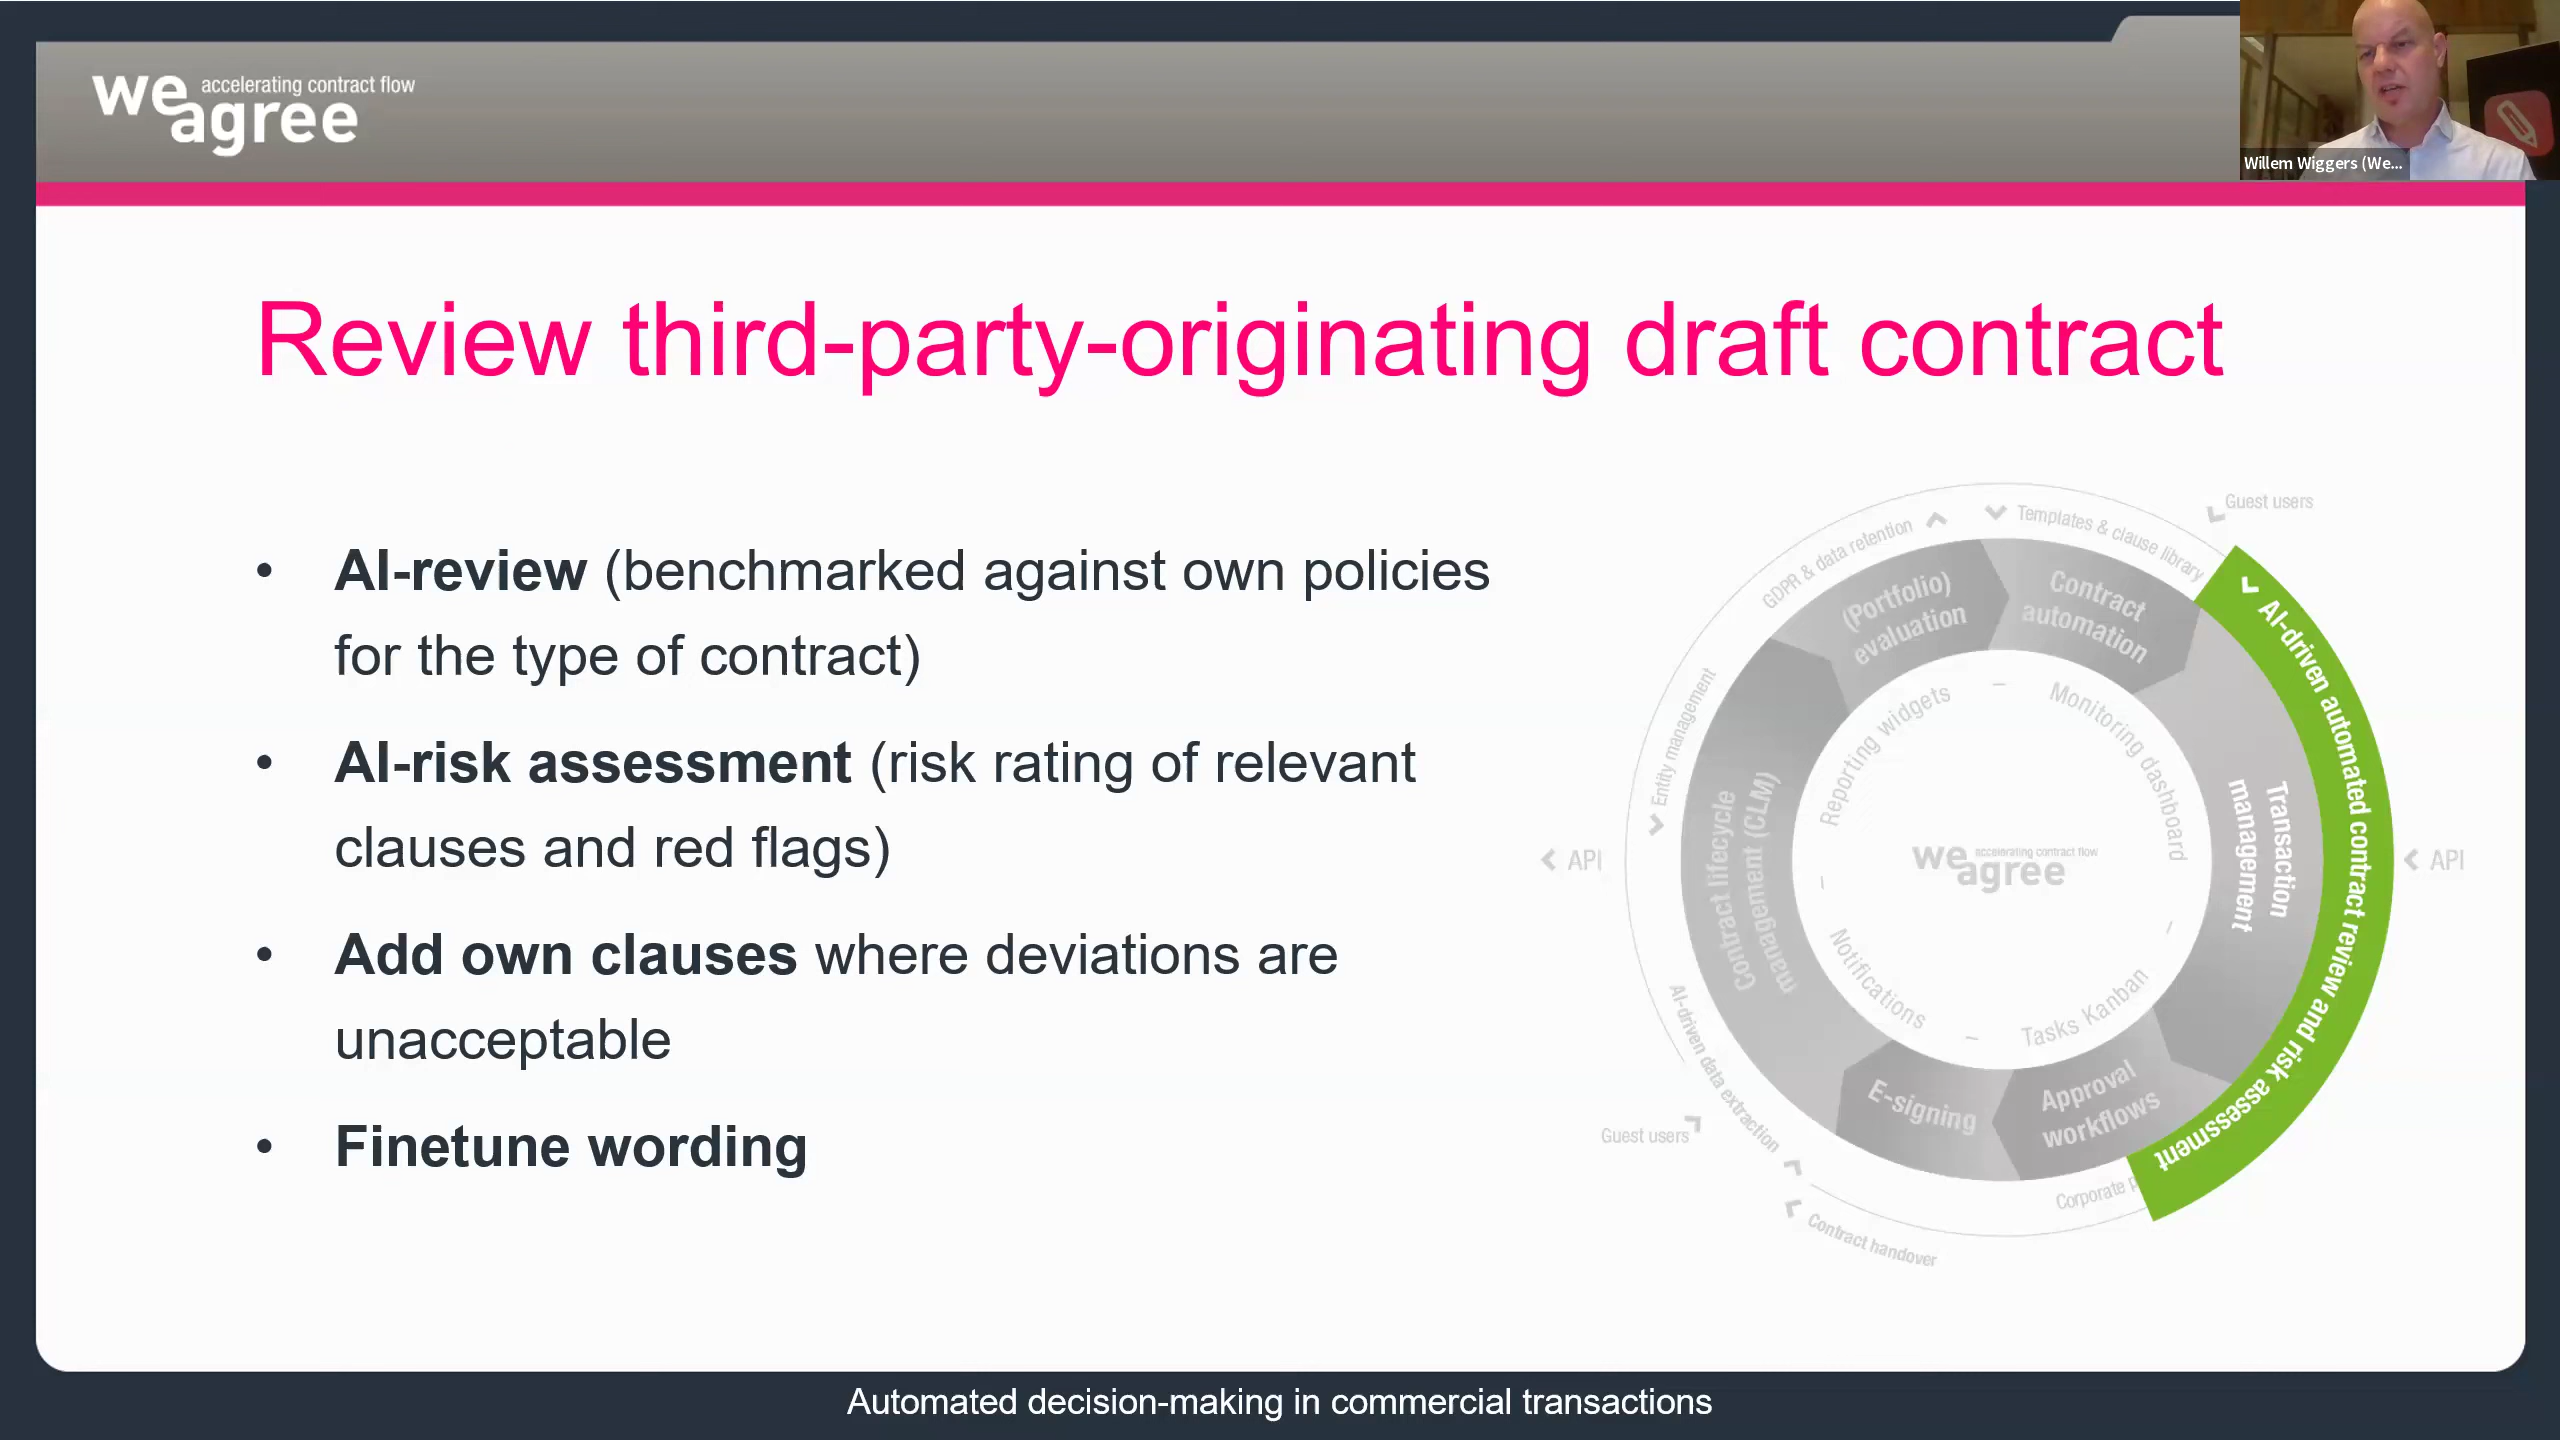 we accelerating contract flow
agree
Willem Wiggers (We...
Review third-party-originating draft contract
• AI-review (benchmarked against own policies
for the type of contract)
• AI-risk assessment (risk rating of relevant
clauses and red flags)
• Add own clauses where deviations are
unacceptable
• Finetune wording
Guest users
Templates & clause library
GDPR & data retention
Entity management
AI-driven data extraction
Contract handover
Corporate p
Guest users
API
API
AI-driven automated contract review and risk assessment
(Portfolio)
evaluation
Contract
automation
Transaction
management
Approval
workflows
E-signing
Contract lifecycle
management (CLM)
Reporting widgets
–
Monitoring dashboard
–
Tasks Kanban
–
Notifications
–
we accelerating contract flow
agree
Automated decision-making in commercial transactions